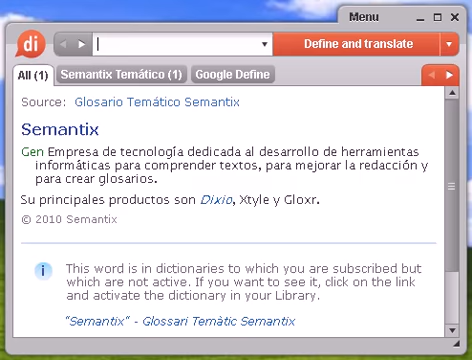 Menu
di
Define and translate
All (1) Semantix Temático (1) Google Define
Source: Glosario Temático Semantix
Semantix
Gen Empresa de tecnología dedicada al desarrollo de herramientas
informáticas para comprender textos, para mejorar la redacción y
para crear glosarios.
Su principales productos son Dixio, Xtyle y Gloxr.
© 2010 Semantix
i
This word is in dictionaries to which you are subscribed but
which are not active. If you want to see it, click on the link
and activate the dictionary in your Library.
"Semantix" - Glossari Temàtic Semantix